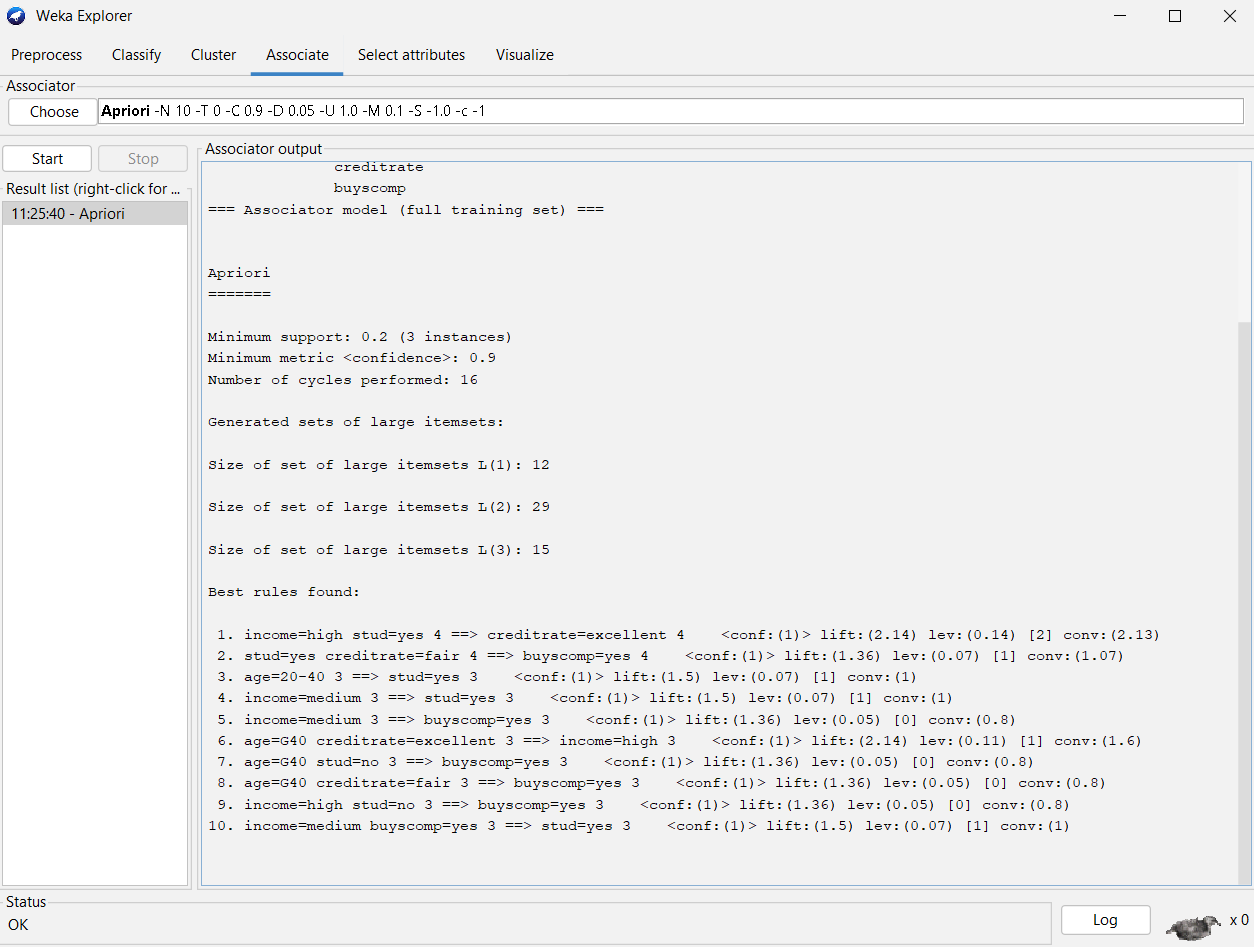 Weka Explorer
Preprocess Classify Cluster Associate Select attributes Visualize
Associator
Choose Apriori -N 10 -T 0 -C 0.9 -D 0.05 -U 1.0 -M 0.1 -S -1.0 -c -1
Start Stop
Result list (right-click for ...
11:25:40 - Apriori
Associator output
creditrate
buyscomp
=== Associator model (full training set) ===
Apriori
=======
Minimum support: 0.2 (3 instances)
Minimum metric <confidence>: 0.9
Number of cycles performed: 16
Generated sets of large itemsets:
Size of set of large itemsets L(1): 12
Size of set of large itemsets L(2): 29
Size of set of large itemsets L(3): 15
Best rules found:
1. income=high stud=yes 4 ==> creditrate=excellent 4    <conf:(1)> lift:(2.14) lev:(0.14) [2] conv:(2.13)
2. stud=yes creditrate=fair 4 ==> buyscomp=yes 4    <conf:(1)> lift:(1.36) lev:(0.07) [1] conv:(1.07)
3. age=20-40 3 ==> stud=yes 3    <conf:(1)> lift:(1.5) lev:(0.07) [1] conv:(1)
4. income=medium 3 ==> stud=yes 3    <conf:(1)> lift:(1.5) lev:(0.07) [1] conv:(1)
5. income=medium 3 ==> buyscomp=yes 3    <conf:(1)> lift:(1.36) lev:(0.05) [0] conv:(0.8)
6. age=G40 creditrate=excellent 3 ==> income=high 3    <conf:(1)> lift:(2.14) lev:(0.11) [1] conv:(1.6)
7. age=G40 stud=no 3 ==> buyscomp=yes 3    <conf:(1)> lift:(1.36) lev:(0.05) [0] conv:(0.8)
8. age=G40 creditrate=fair 3 ==> buyscomp=yes 3    <conf:(1)> lift:(1.36) lev:(0.05) [0] conv:(0.8)
9. income=high stud=no 3 ==> buyscomp=yes 3    <conf:(1)> lift:(1.36) lev:(0.05) [0] conv:(0.8)
10. income=medium buyscomp=yes 3 ==> stud=yes 3    <conf:(1)> lift:(1.5) lev:(0.07) [1] conv:(1)
Status
OK
Log
x 0